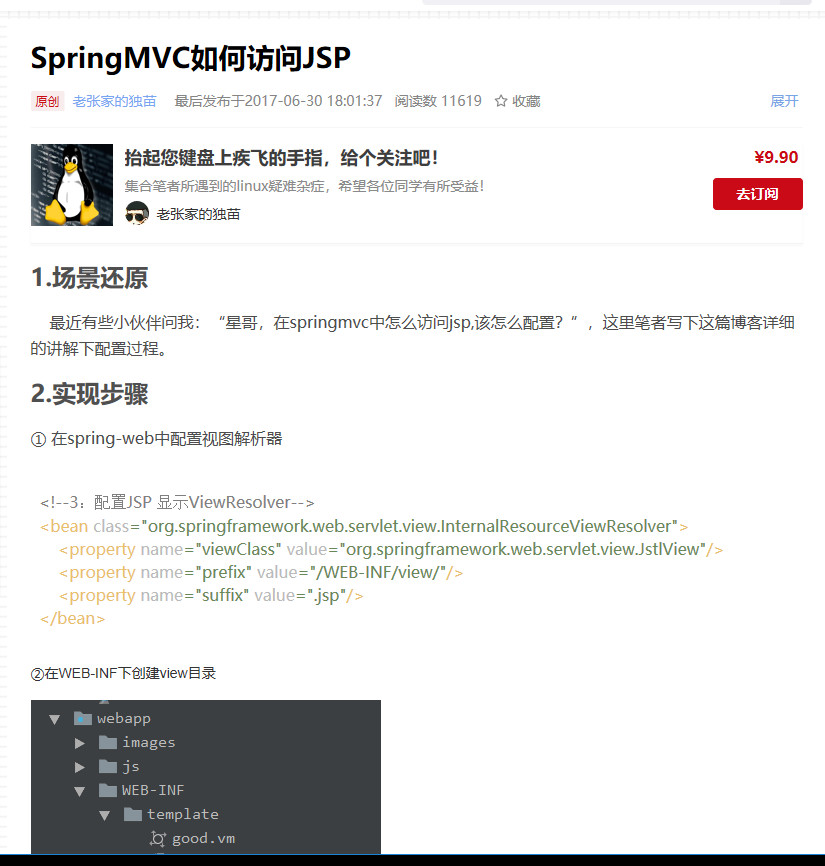 SpringMVC如何访问JSP
原创 老张家的独苗 最后发布于2017-06-30 18:01:37 阅读数 11619 收藏 展开
抬起您键盘上疾飞的手指，给个关注吧！ ¥9.90
集合笔者所遇到的linux疑难杂症，希望各位同学有所受益！ 去订阅
老张家的独苗
1.场景还原
最近有些小伙伴问我：“星哥，在springmvc中怎么访问jsp,该怎么配置？”，这里笔者写下这篇博客详细
的讲解下配置过程。
2.实现步骤
① 在spring-web中配置视图解析器
<!--3：配置JSP 显示ViewResolver-->
<bean class="org.springframework.web.servlet.view.InternalResourceViewResolver">
<property name="viewClass" value="org.springframework.web.servlet.view.JstlView"/>
<property name="prefix" value="/WEB-INF/view/"/>
<property name="suffix" value=".jsp"/>
</bean>
②在WEB-INF下创建view目录
webapp
images
js
WEB-INF
template
good.vm